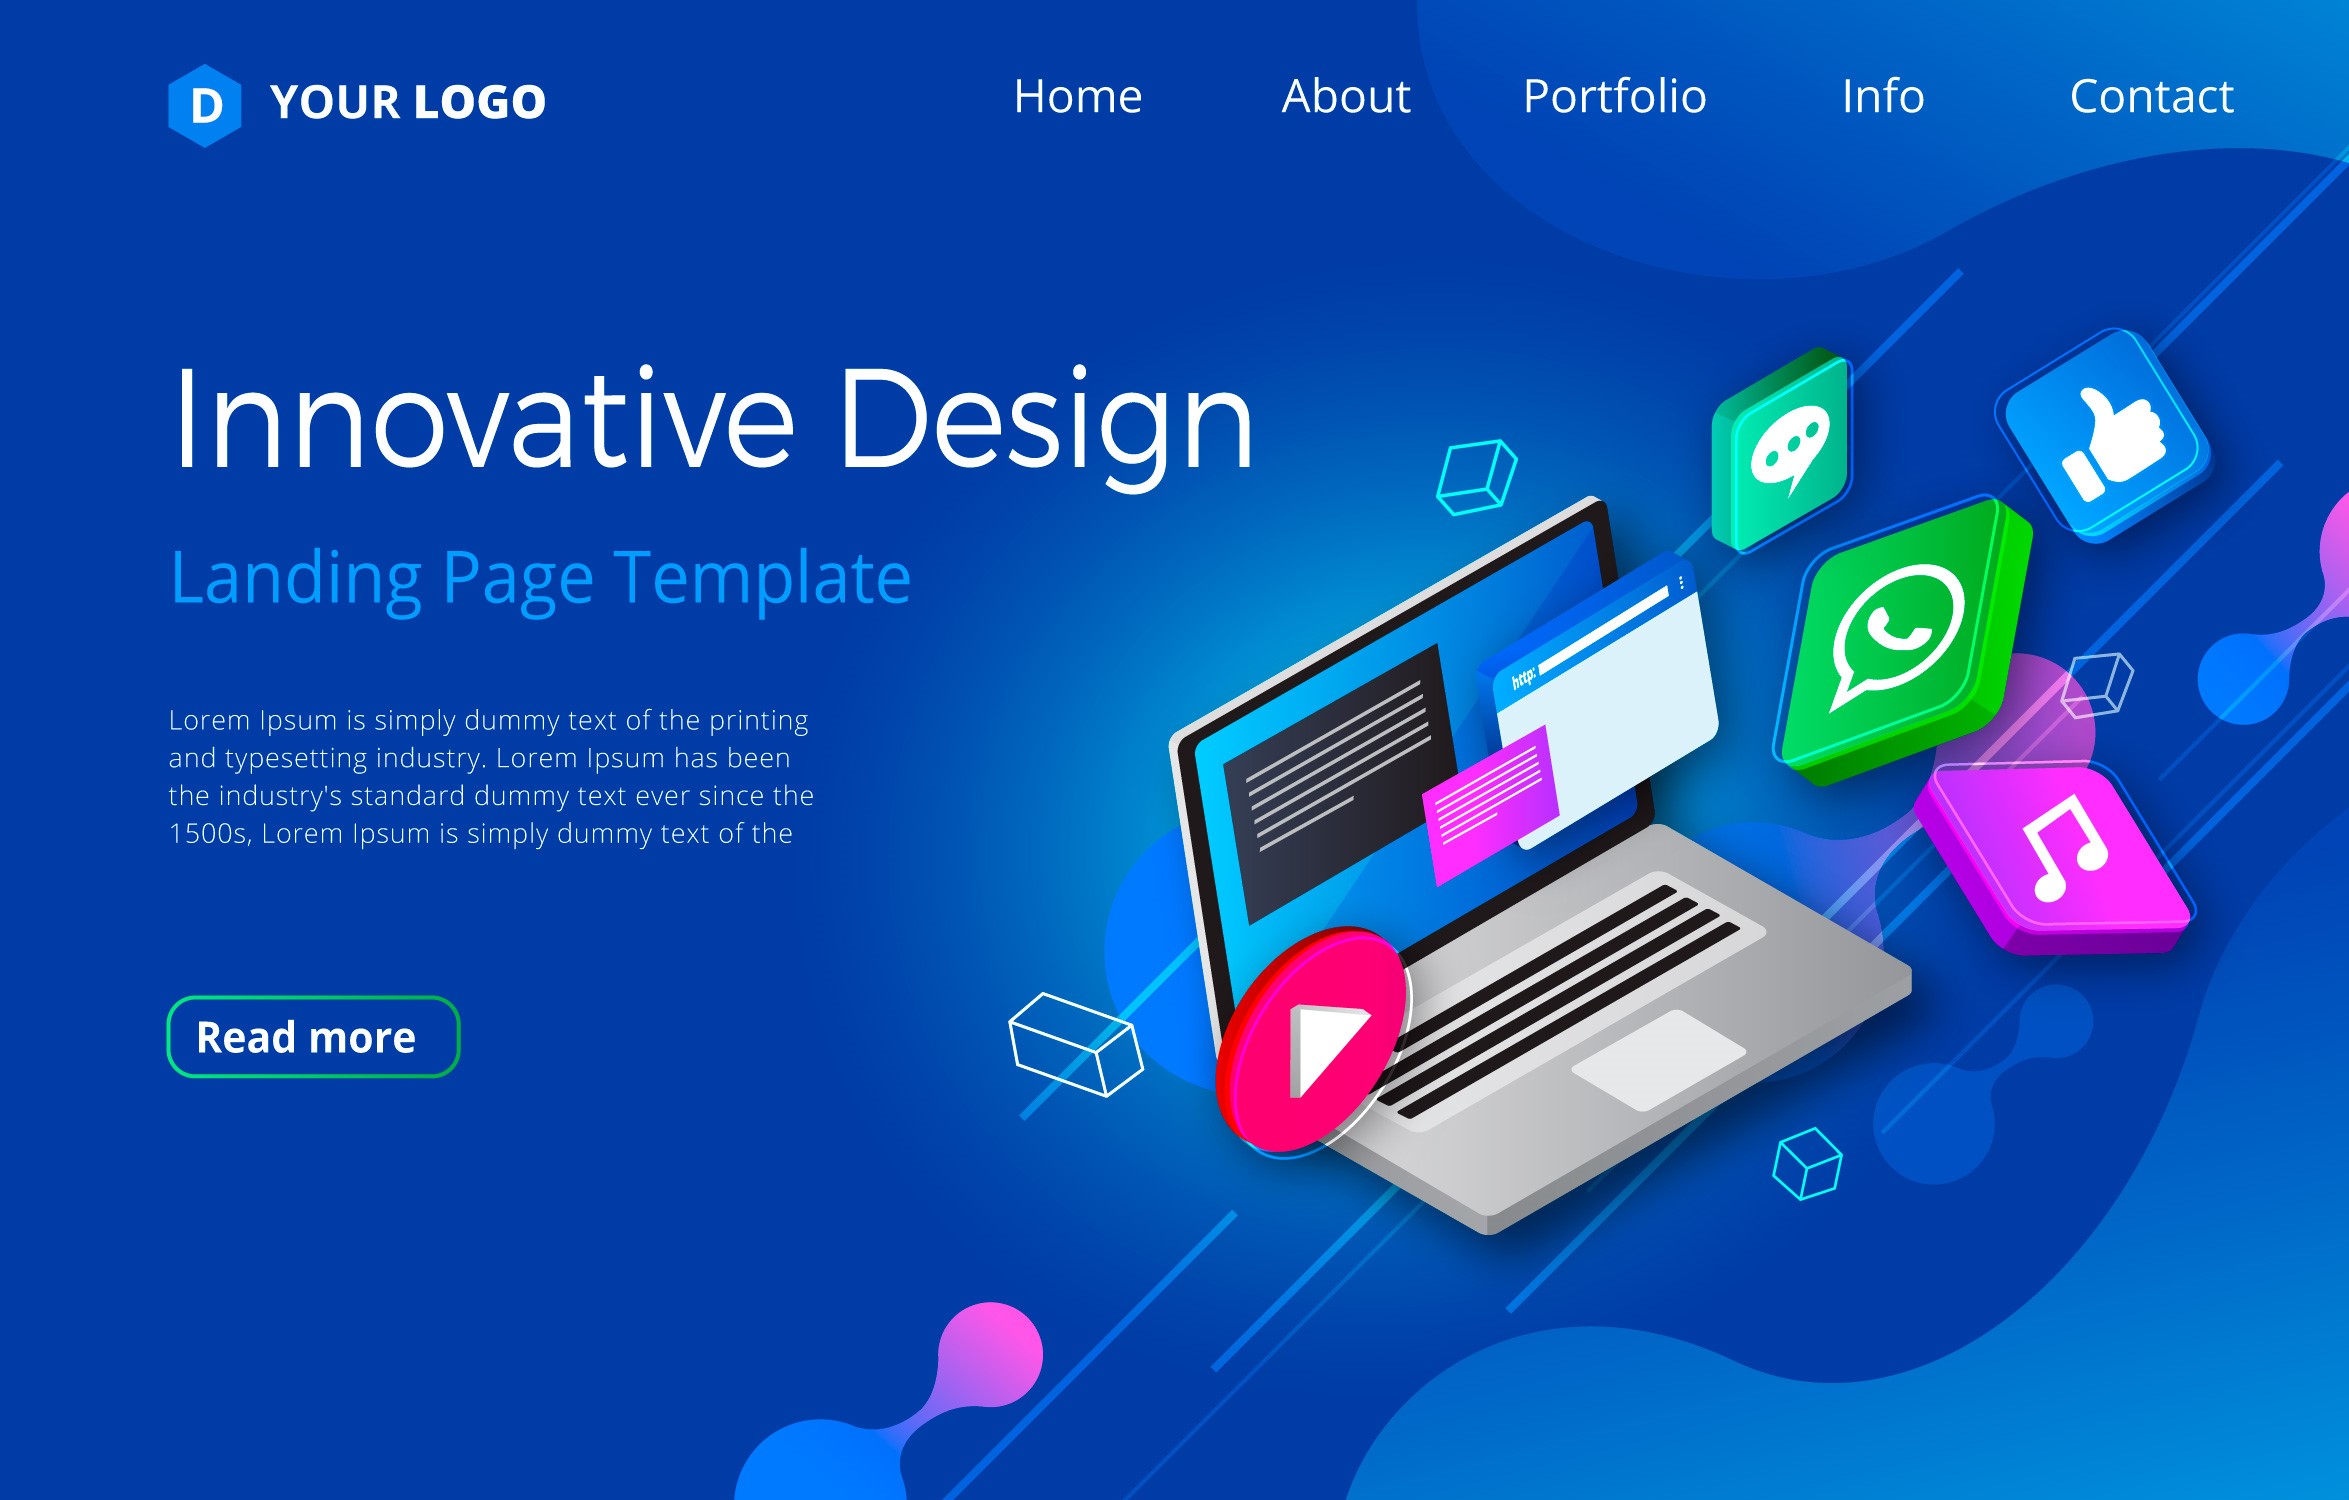 D
YOUR LOGO
Home
About
Portfolio
Info
Contact
Innovative Design
Landing Page Template
Lorem Ipsum is simply dummy text of the printing
and typesetting industry. Lorem Ipsum has been
the industry's standard dummy text ever since the
1500s, Lorem Ipsum is simply dummy text of the
Read more
http: